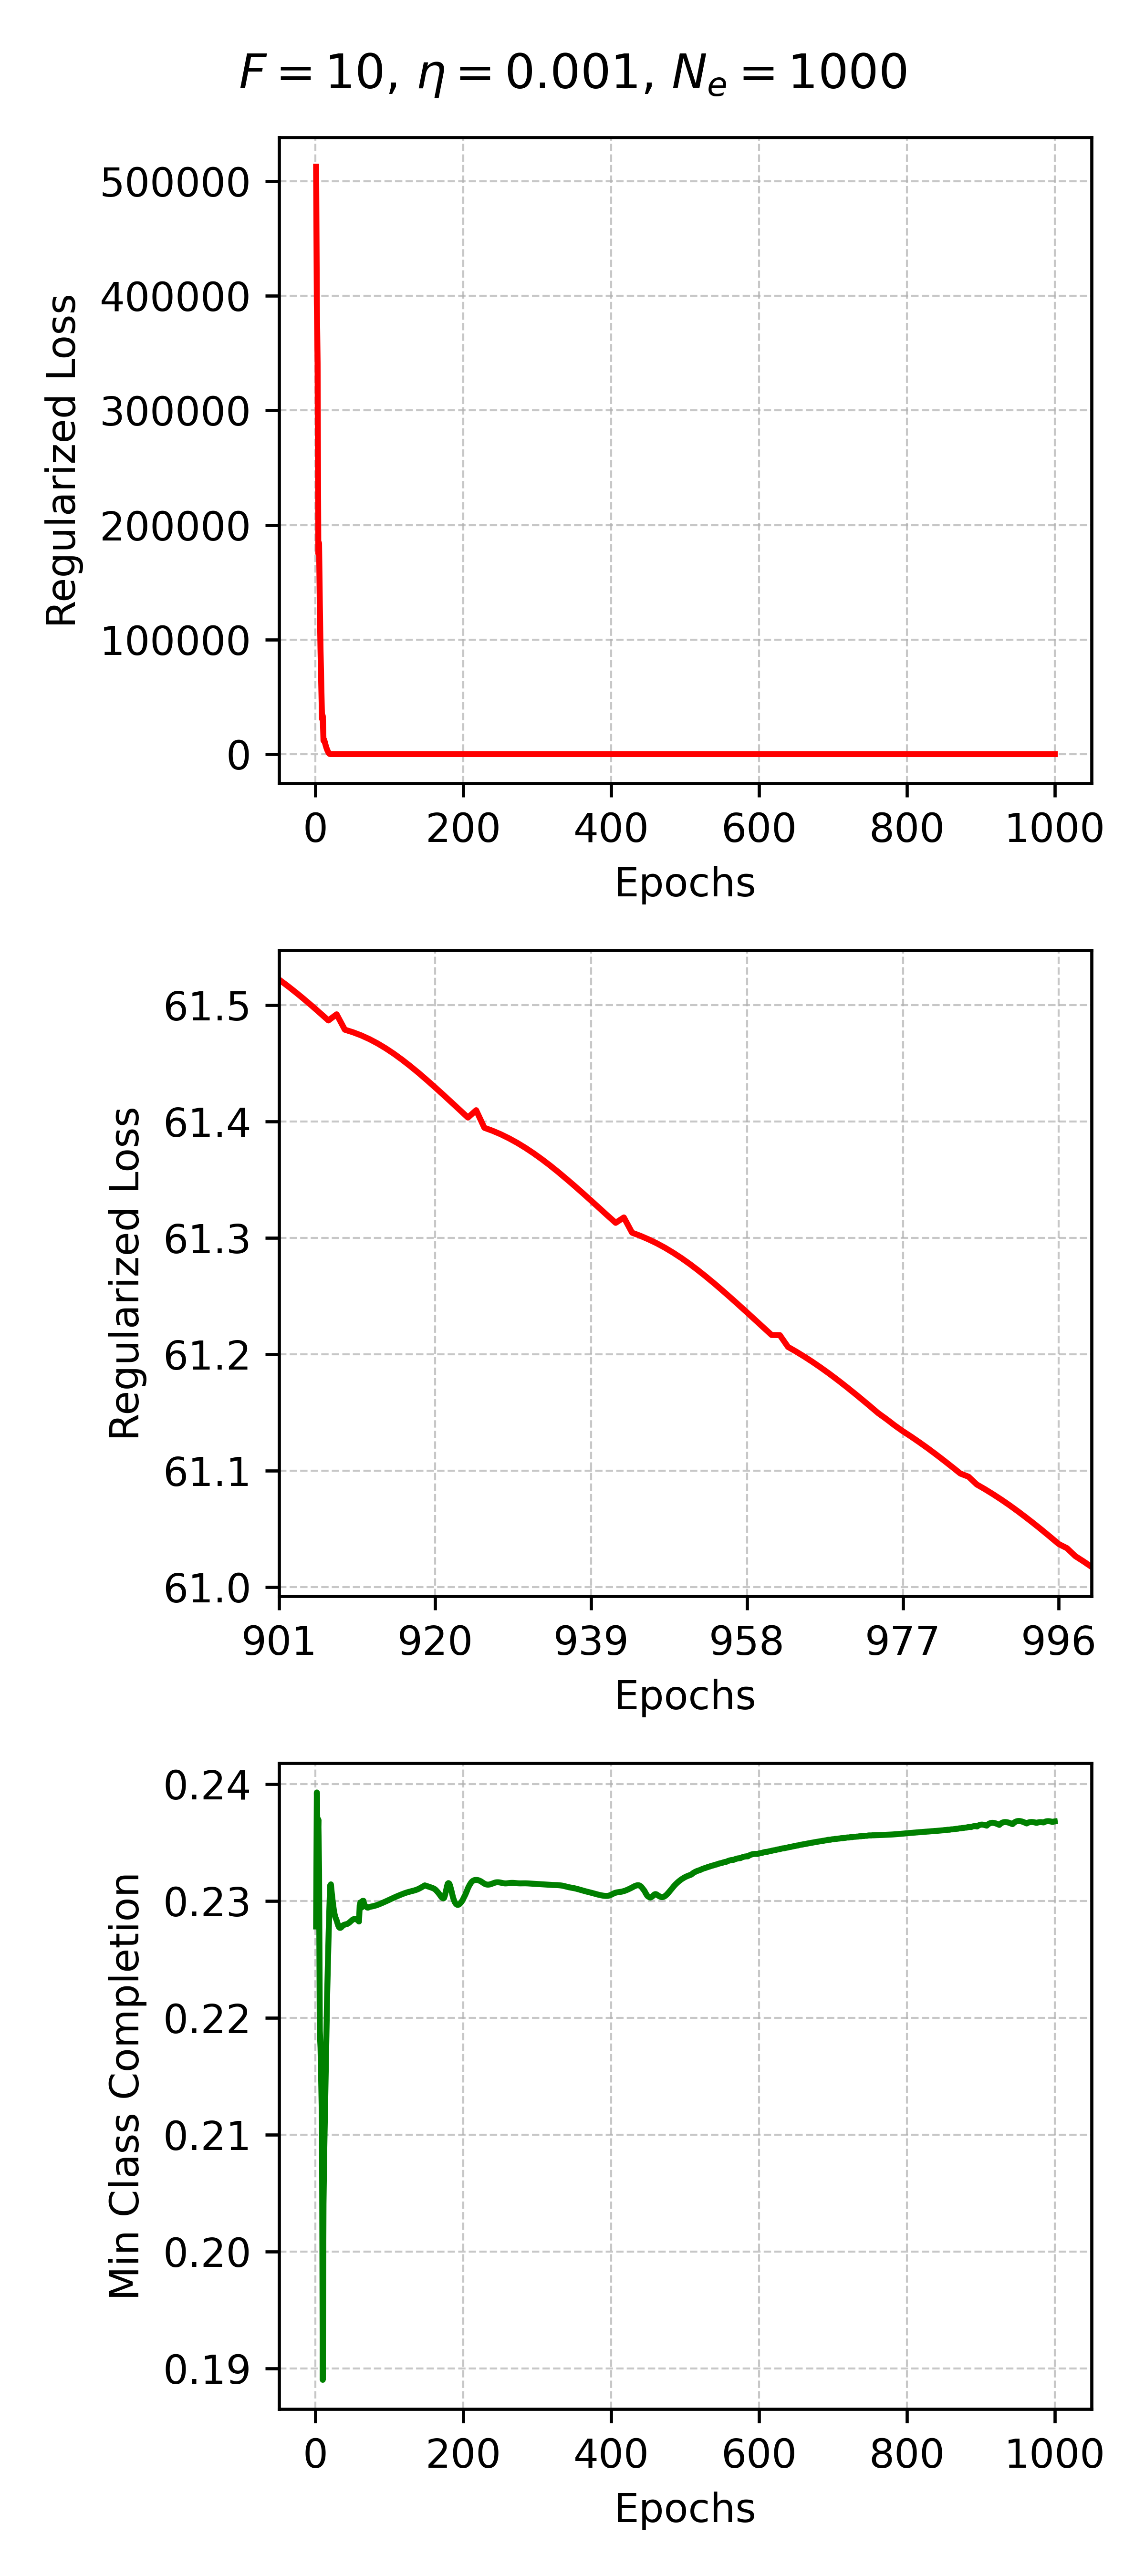 F = 10, η = 0.001, Nₑ = 1000
Regularized Loss
500000
400000
300000
200000
100000
0
0 200 400 600 800 1000
Epochs
Regularized Loss
61.5
61.4
61.3
61.2
61.1
61.0
901 920 939 958 977 996
Epochs
Min Class Completion
0.24
0.23
0.22
0.21
0.20
0.19
0 200 400 600 800 1000
Epochs